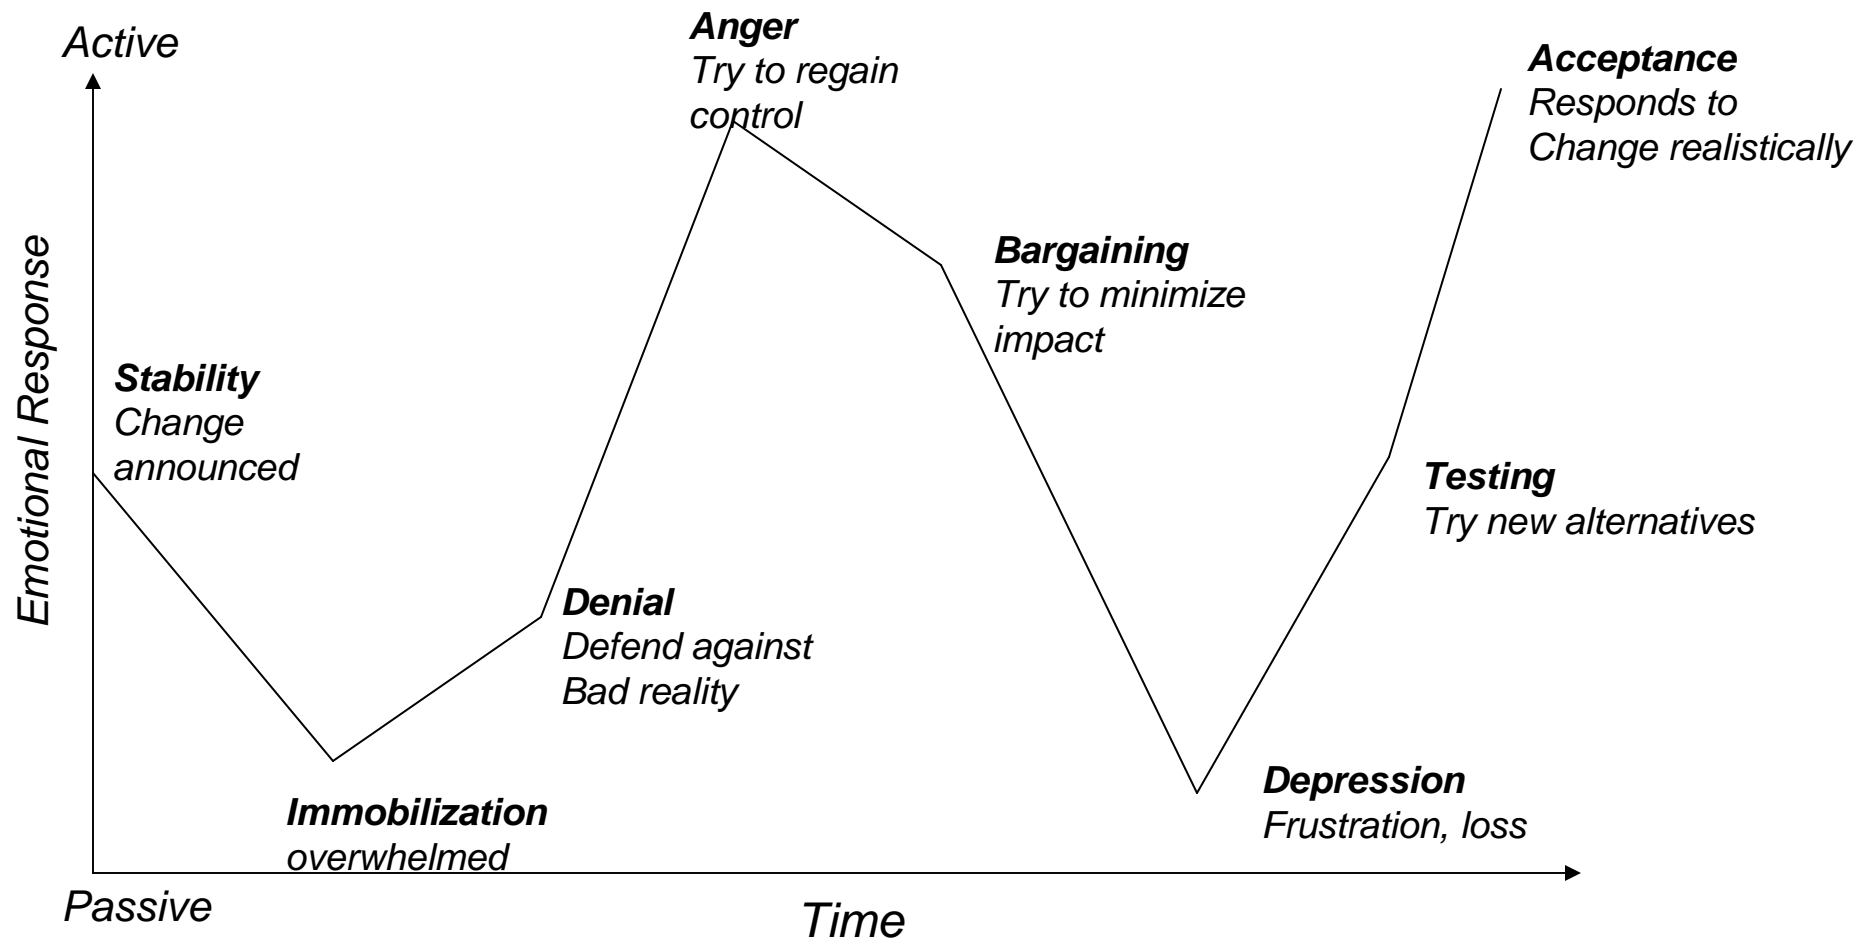 Active
Anger
Try to regain
control
Acceptance
Responds to
Change realistically
Emotional Response
Bargaining
Try to minimize
impact
Stability
Change
announced
Testing
Try new alternatives
Denial
Defend against
Bad reality
Depression
Frustration, loss
Immobilization
overwhelmed
Passive
Time